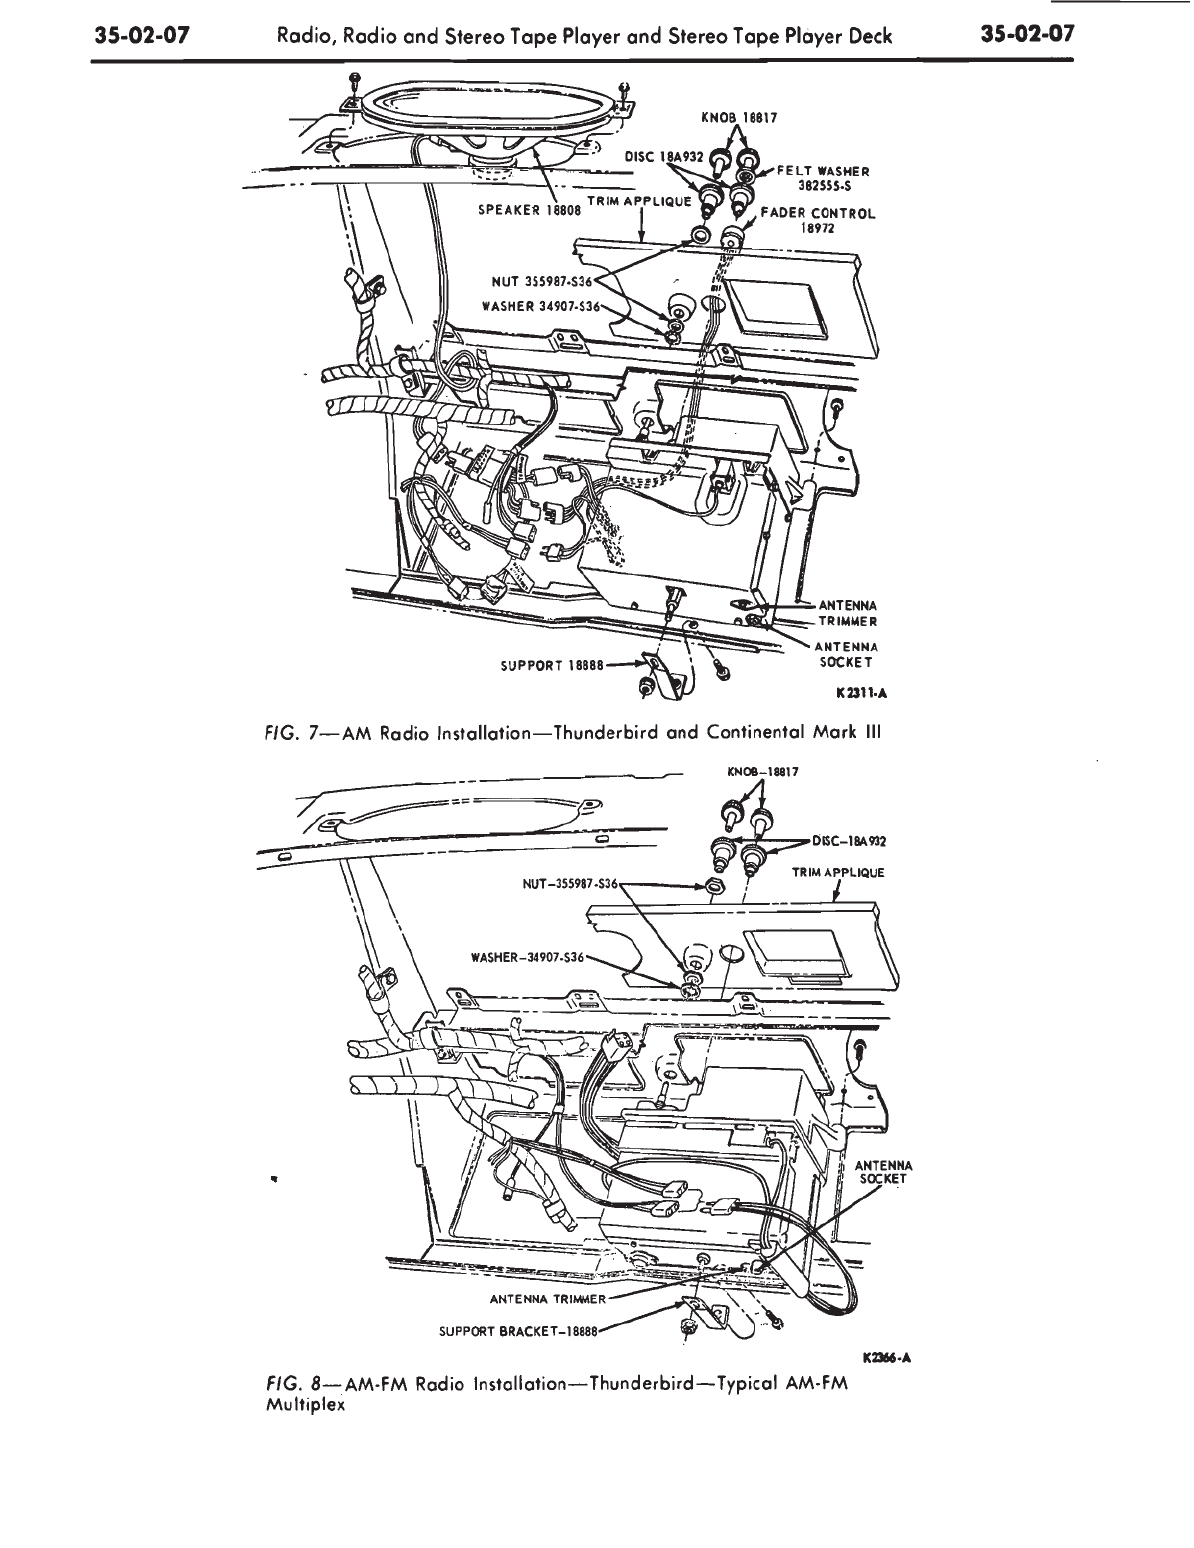 35-02-07 Radio, Radio and Stereo Tape Player and Stereo Tape Player Deck 35-02-07
KNOB 18817
DISC 18A932
FELT WASHER
382555-S
SPEAKER 18808
TRIM APPLIQUE
FADER CONTROL
18972
NUT 355987-S36
WASHER 34907-S36
ANTENNA
TRIMMER
ANTENNA
SOCKET
SUPPORT 18888
K2311-A
FIG. 7—AM Radio Installation—Thunderbird and Continental Mark III
KNOB-18817
DISC-18A932
TRIM APPLIQUE
NUT-355987-S36
WASHER-34907-S36
ANTENNA
SOCKET
ANTENNA TRIMMER
SUPPORT BRACKET-18888
K2366-A
FIG. 8—AM-FM Radio Installation—Thunderbird—Typical AM-FM
Multiplex